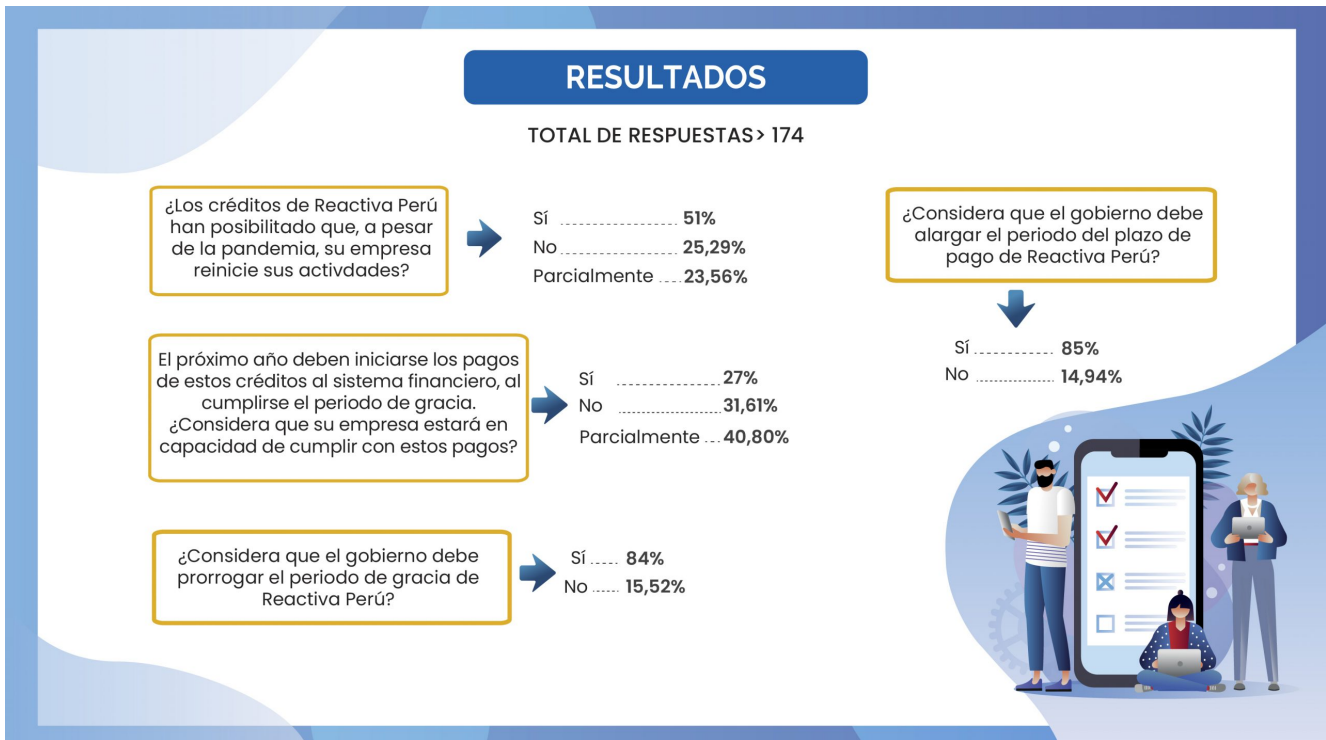 RESULTADOS
TOTAL DE RESPUESTAS> 174
¿Los créditos de Reactiva Perú
han posibilitado que, a pesar
de la pandemia, su empresa
reinicie sus activdades?
Sí ........................ 51%
No ........................ 25,29%
Parcialmente ..... 23,56%
El próximo año deben iniciarse los pagos
de estos créditos al sistema financiero, al
cumplirse el periodo de gracia.
¿Considera que su empresa estará en
capacidad de cumplir con estos pagos?
Sí ..................... 27%
No ..................... 31,61%
Parcialmente ... 40,80%
¿Considera que el gobierno debe
prorrogar el periodo de gracia de
Reactiva Perú?
Sí ..... 84%
No ...... 15,52%
¿Considera que el gobierno debe
alargar el periodo del plazo de
pago de Reactiva Perú?
Sí ................ 85%
No ................ 14,94%